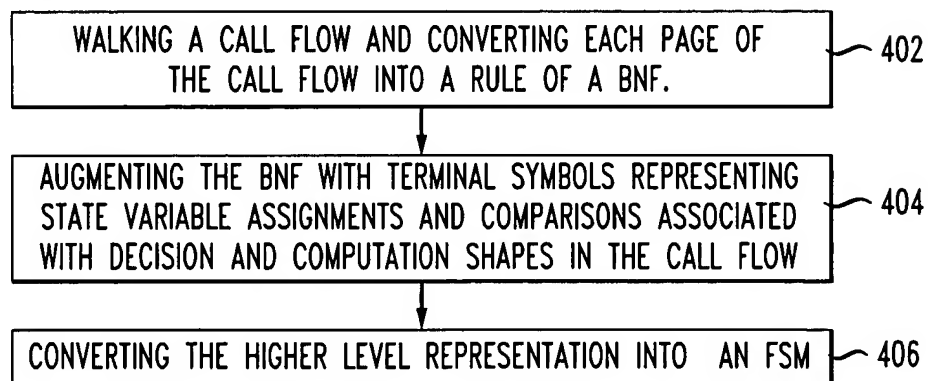 WALKING A CALL FLOW AND CONVERTING EACH PAGE OF
THE CALL FLOW INTO A RULE OF A BNF.
402
AUGMENTING THE BNF WITH TERMINAL SYMBOLS REPRESENTING
STATE VARIABLE ASSIGNMENTS AND COMPARISONS ASSOCIATED
WITH DECISION AND COMPUTATION SHAPES IN THE CALL FLOW
404
CONVERTING THE HIGHER LEVEL REPRESENTATION INTO AN FSM
406